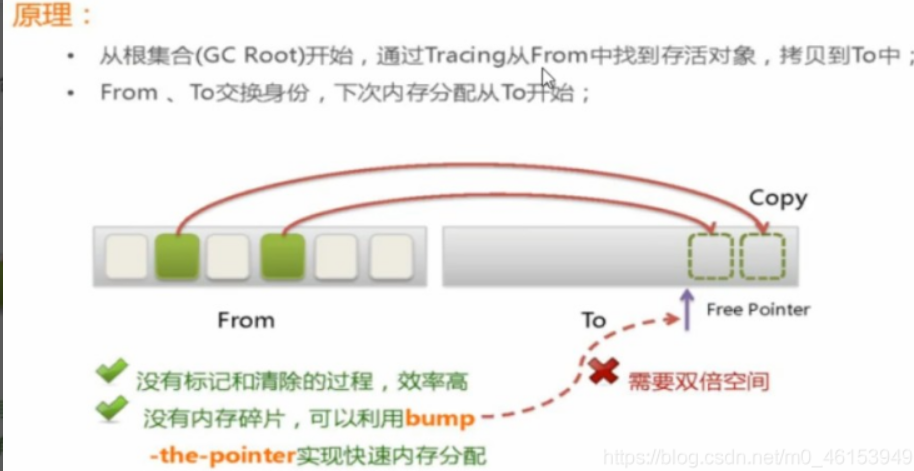 原理：
• 从根集合(GC Root)开始，通过Tracing从From中找到存活对象，拷贝到To中；
• From 、To交换身份，下次内存分配从To开始；
Copy
From
To
Free Pointer
没有标记和清除的过程，效率高
需要双倍空间
没有内存碎片，可以利用bump
-the-pointer实现快速内存分配
https://blog.csdn.net/m0_46153949